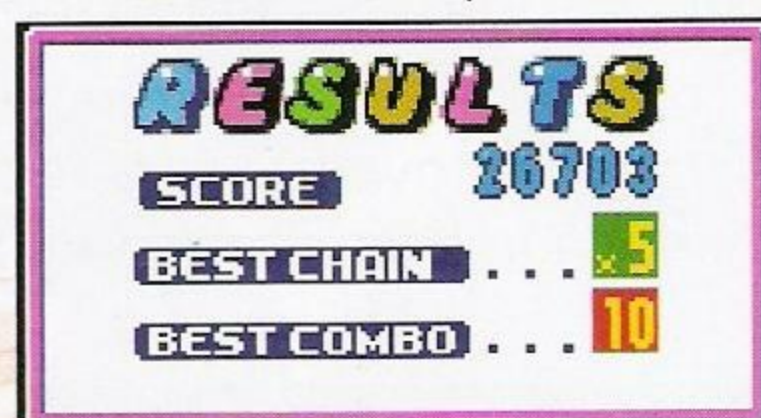 RESULTS
SCORE 26703
BEST CHAIN ... x5
BEST COMBO ... 10